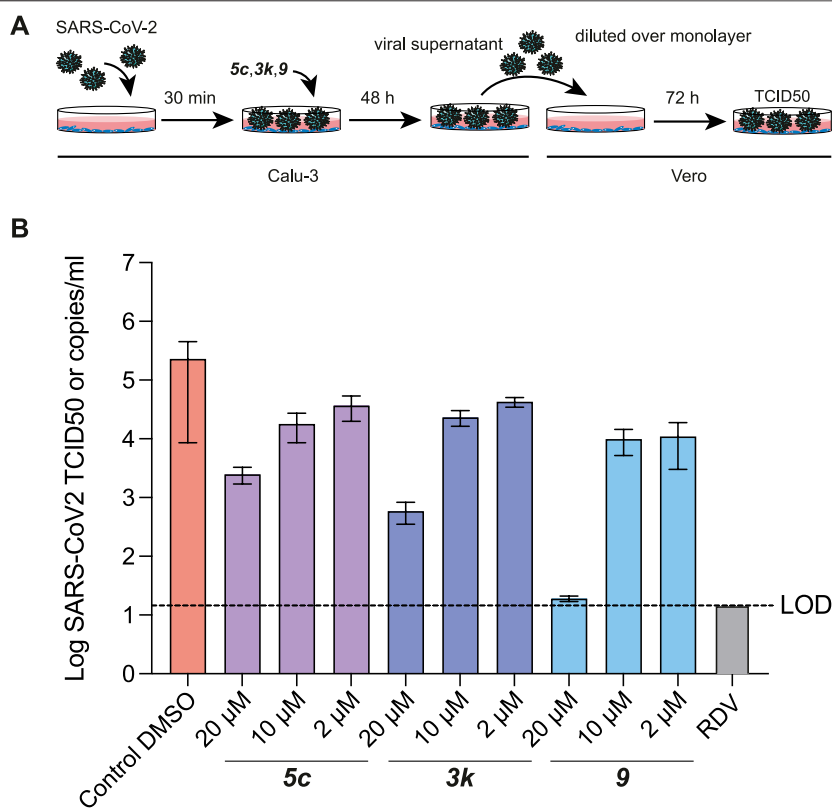 A
SARS-CoV-2
5c,3k,9
viral supernatant
diluted over monolayer
30 min
48 h
72 h
TCID50
Calu-3
Vero
B
Log SARS-CoV2 TCID50 or copies/ml
7
6
5
4
3
2
1
0
LOD
Control DMSO
20 µM
10 µM
2 µM
20 µM
10 µM
2 µM
20 µM
10 µM
2 µM
RDV
5c
3k
9